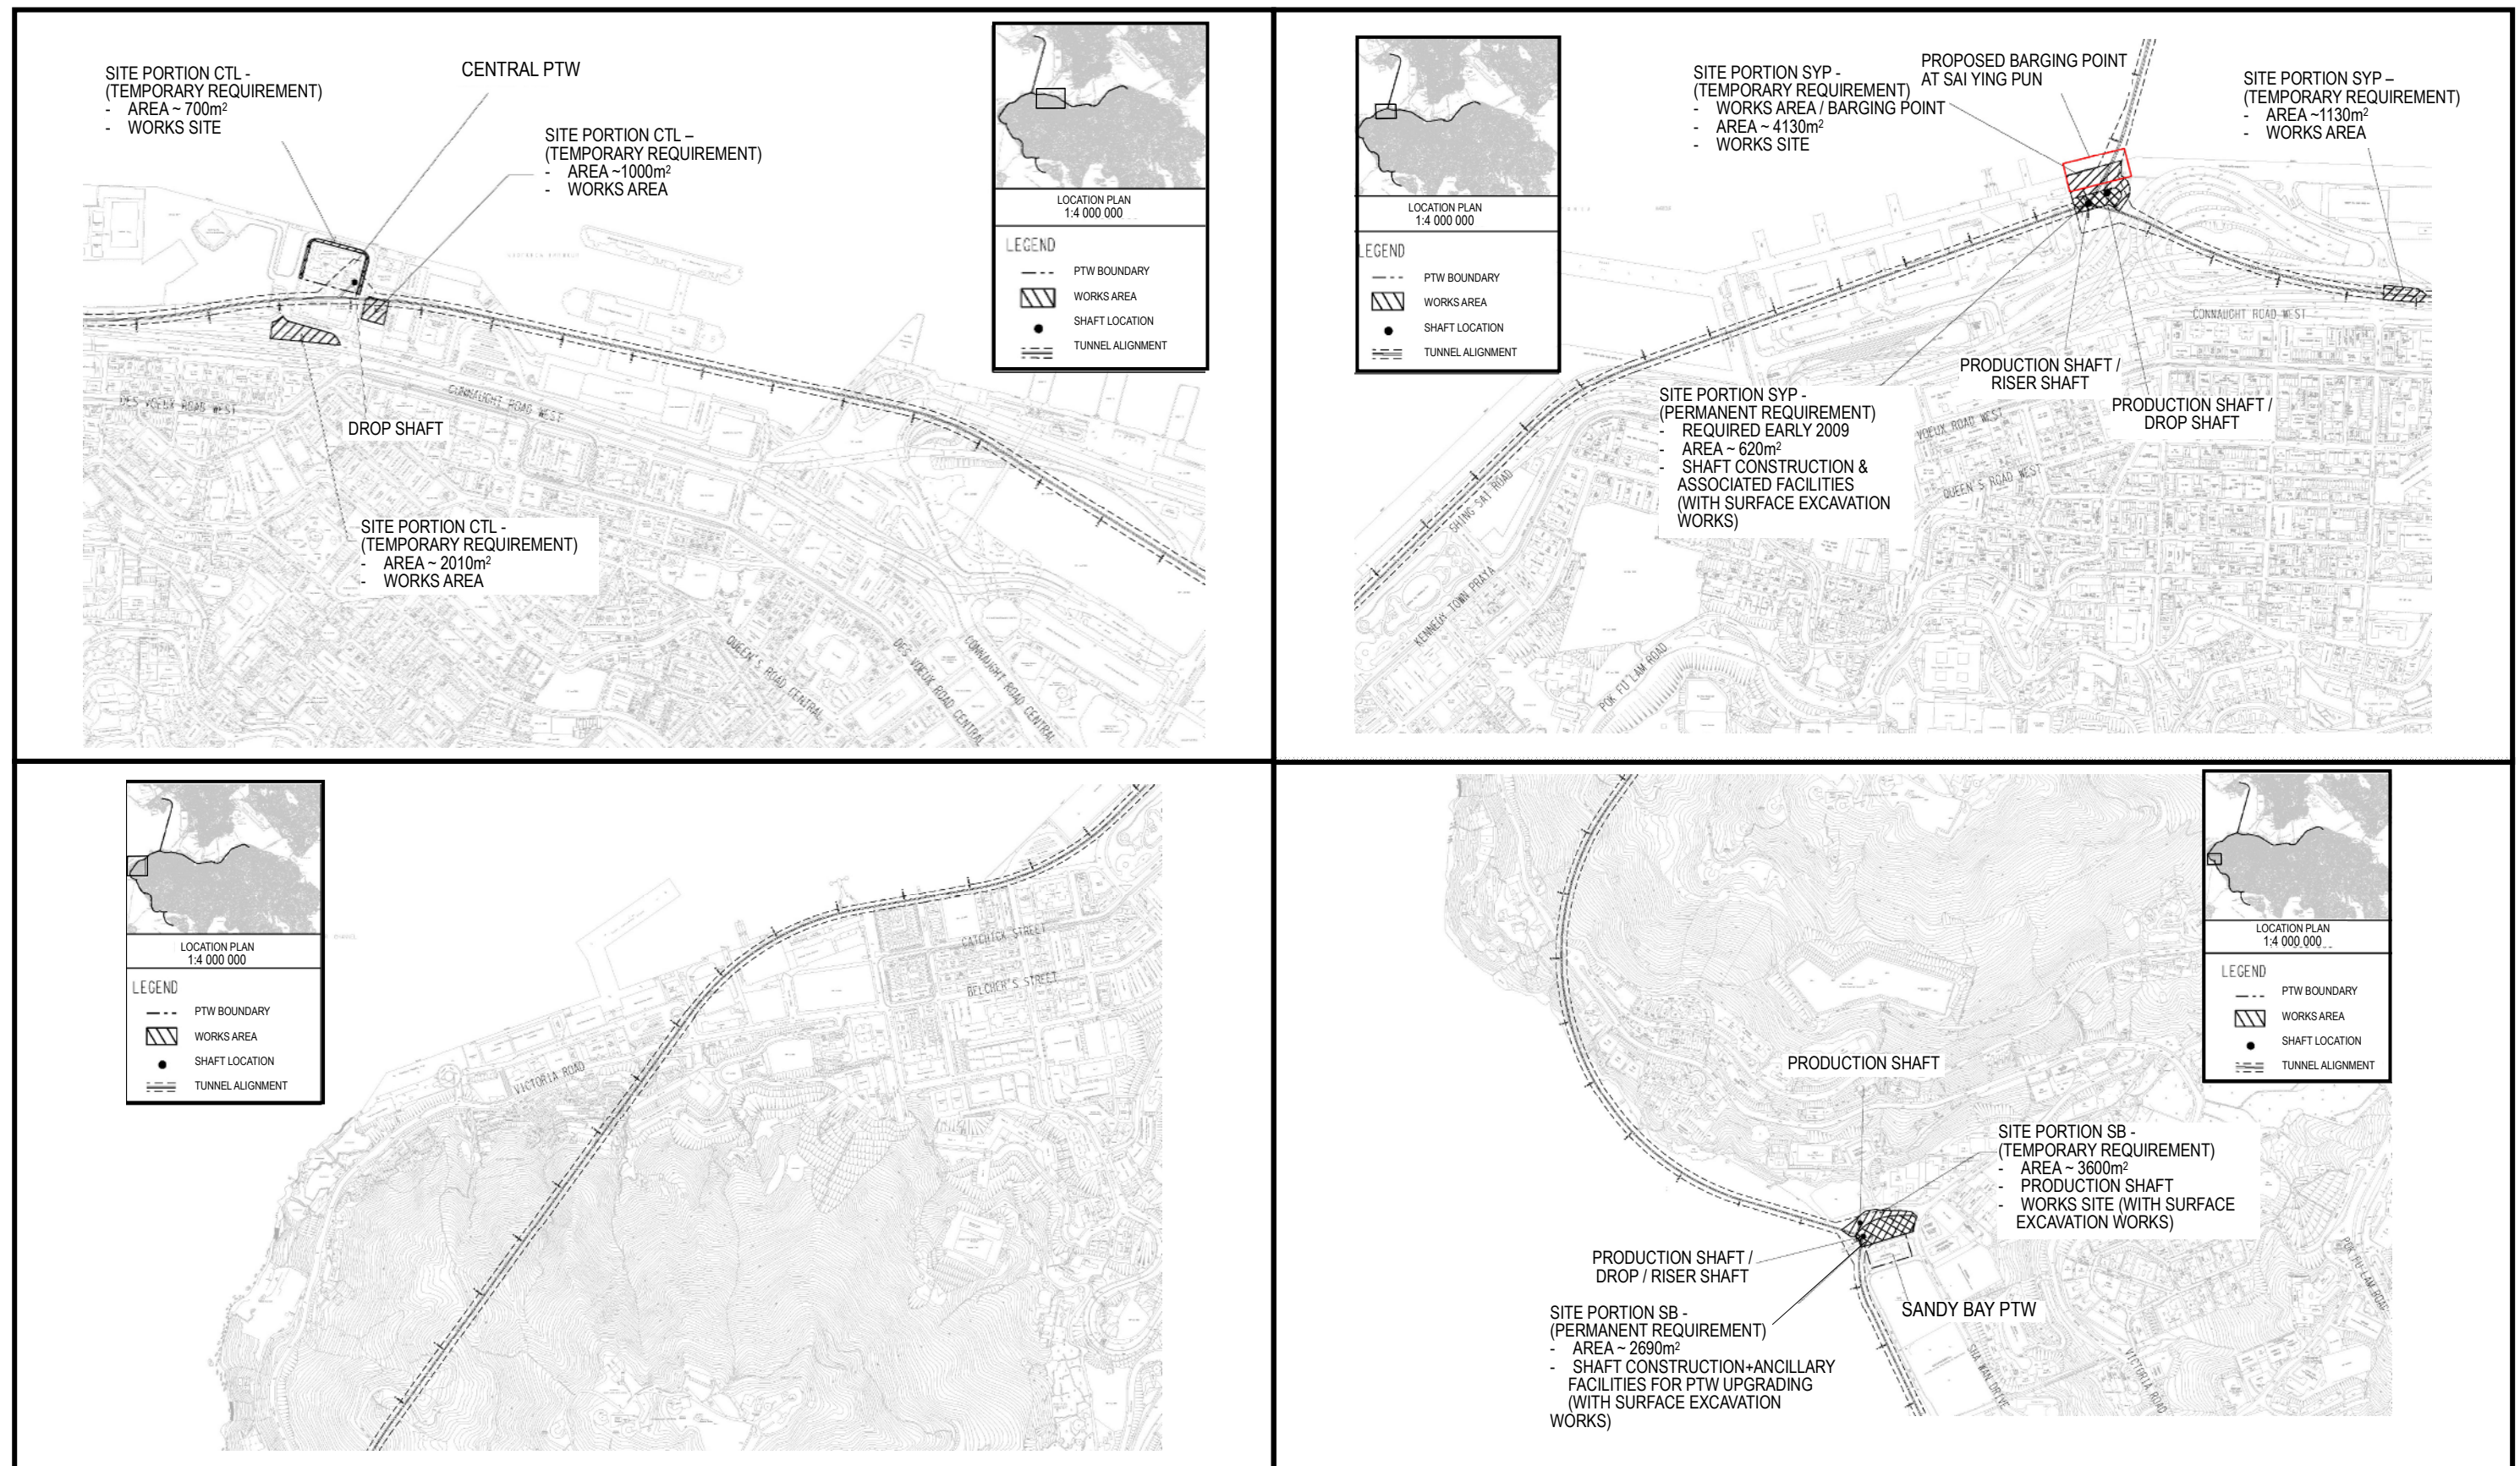 SITE PORTION CTL -
(TEMPORARY REQUIREMENT)
- AREA ~ 700m²
- WORKS SITE
CENTRAL PTW
SITE PORTION CTL –
(TEMPORARY REQUIREMENT)
- AREA ~1000m²
- WORKS AREA
LOCATION PLAN
1:4 000 000
LEGEND
PTW BOUNDARY
WORKS AREA
SHAFT LOCATION
TUNNEL ALIGNMENT
DES VOEUX ROAD WEST
CONNAUGHT ROAD WEST
DROP SHAFT
SITE PORTION CTL -
(TEMPORARY REQUIREMENT)
- AREA ~ 2010m²
- WORKS AREA
QUEEN'S ROAD CENTRAL
DES VOEUX ROAD CENTRAL
CONNAUGHT ROAD CENTRAL
LOCATION PLAN
1:4 000 000
LEGEND
PTW BOUNDARY
WORKS AREA
SHAFT LOCATION
TUNNEL ALIGNMENT
SITE PORTION SYP -
(TEMPORARY REQUIREMENT)
- WORKS AREA / BARGING POINT
- AREA ~ 4130m²
- WORKS SITE
PROPOSED BARGING POINT
AT SAI YING PUN
SITE PORTION SYP –
(TEMPORARY REQUIREMENT)
- AREA ~1130m²
- WORKS AREA
CONNAUGHT ROAD WEST
PRODUCTION SHAFT /
RISER SHAFT
PRODUCTION SHAFT /
DROP SHAFT
SITE PORTION SYP -
(PERMANENT REQUIREMENT)
- REQUIRED EARLY 2009
- AREA ~ 620m²
- SHAFT CONSTRUCTION &
ASSOCIATED FACILITIES
(WITH SURFACE EXCAVATION
WORKS)
VOEUX ROAD WEST
QUEEN'S ROAD WEST
SHING SAI ROAD
KENNEDY TOWN PRAYA
POK FU LAM ROAD
LOCATION PLAN
1:4 000 000
LEGEND
PTW BOUNDARY
WORKS AREA
SHAFT LOCATION
TUNNEL ALIGNMENT
CATCHICK STREET
BELCHER'S STREET
VICTORIA ROAD
LOCATION PLAN
1:4 000 000
LEGEND
PTW BOUNDARY
WORKS AREA
SHAFT LOCATION
TUNNEL ALIGNMENT
PRODUCTION SHAFT
SITE PORTION SB -
(TEMPORARY REQUIREMENT)
- AREA ~ 3600m²
- PRODUCTION SHAFT
- WORKS SITE (WITH SURFACE
EXCAVATION WORKS)
PRODUCTION SHAFT /
DROP / RISER SHAFT
SANDY BAY PTW
SITE PORTION SB -
(PERMANENT REQUIREMENT)
- AREA ~ 2690m²
- SHAFT CONSTRUCTION+ANCILLARY
FACILITIES FOR PTW UPGRADING
(WITH SURFACE EXCAVATION
WORKS)
SHA WAN DRIVE
VICTORIA ROAD
POK FU LAM ROAD